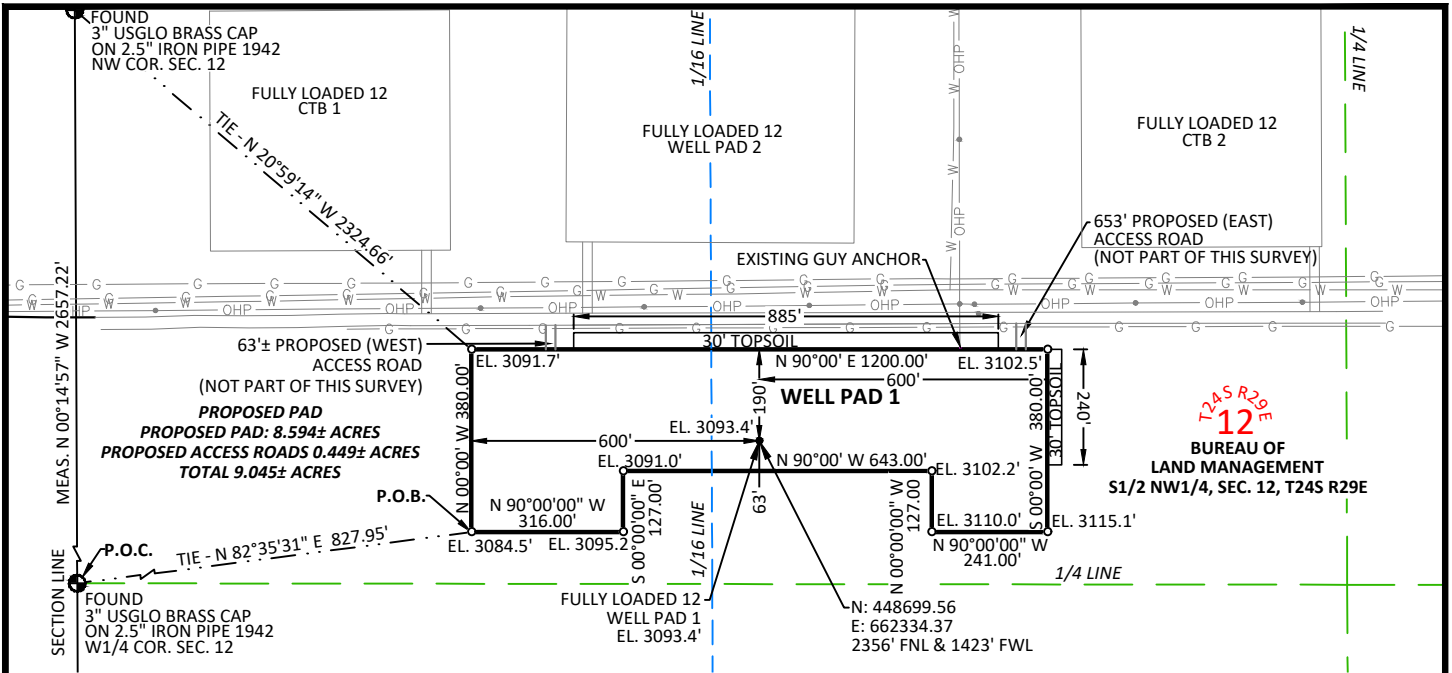 FOUND
3" USGLO BRASS CAP
ON 2.5" IRON PIPE 1942
NW COR. SEC. 12
1/16 LINE
1/4 LINE
FULLY LOADED 12
CTB 1
FULLY LOADED 12
WELL PAD 2
FULLY LOADED 12
CTB 2
W
OHP
W
W
OHP
W
W
OHP
TIE - N 20°59'14" W 2324.66'
653' PROPOSED (EAST)
ACCESS ROAD
(NOT PART OF THIS SURVEY)
EXISTING GUY ANCHOR
MEAS. N 00°14'57" W 2657.22'
G G G G G G G G G G
G W G W G W G W G W G W G W
OHP OHP OHP OHP OHP OHP
G G G G G G G G
885'
30' TOPSOIL
63'± PROPOSED (WEST)
ACCESS ROAD
(NOT PART OF THIS SURVEY)
EL. 3091.7'
N 90°00' E 1200.00'
EL. 3102.5'
600'
WELL PAD 1
190'
N 00°00' W 380.00'
S 00°00' W 380.00'
30' TOPSOIL
240'
PROPOSED PAD
PROPOSED PAD: 8.594± ACRES
PROPOSED ACCESS ROADS 0.449± ACRES
TOTAL 9.045± ACRES
T24S R29E
12
BUREAU OF
LAND MANAGEMENT
S1/2 NW1/4, SEC. 12, T24S R29E
EL. 3093.4'
600'
EL. 3091.0'
N 90°00' W 643.00'
EL. 3102.2'
63'
P.O.B.
N 90°00'00" W
316.00'
S 00°00'00" E
127.00'
N 00°00'00" W
127.00
EL. 3084.5'
EL. 3095.2
EL. 3110.0'
EL. 3115.1'
N 90°00'00" W
241.00'
P.O.C.
TIE - N 82°35'31" E 827.95'
1/16 LINE
1/4 LINE
SECTION LINE
FOUND
3" USGLO BRASS CAP
ON 2.5" IRON PIPE 1942
W1/4 COR. SEC. 12
FULLY LOADED 12
WELL PAD 1
EL. 3093.4'
N: 448699.56
E: 662334.37
2356' FNL & 1423' FWL